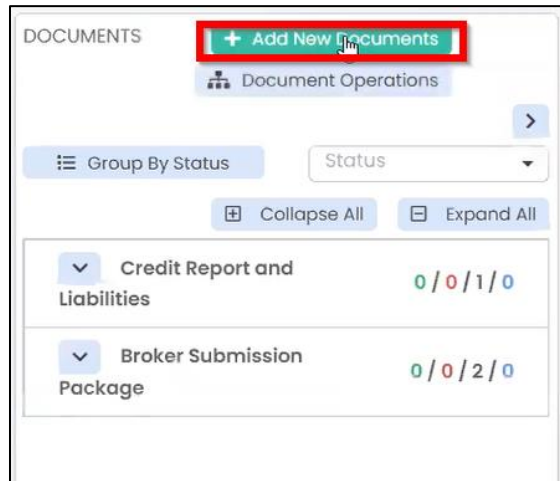 DOCUMENTS
+ Add New Documents
Document Operations
Group By Status
Status
Collapse All
Expand All
Credit Report and
Liabilities
0/0/1/0
Broker Submission
Package
0/0/2/0